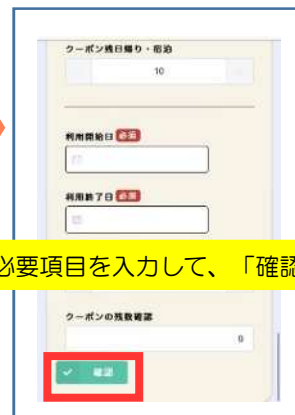 クーポン残日帰り・宿泊
10
利用開始日 必須
利用終了日 必須
必要項目を入力して、「確認
クーポンの残数確認
0
✓ 確認